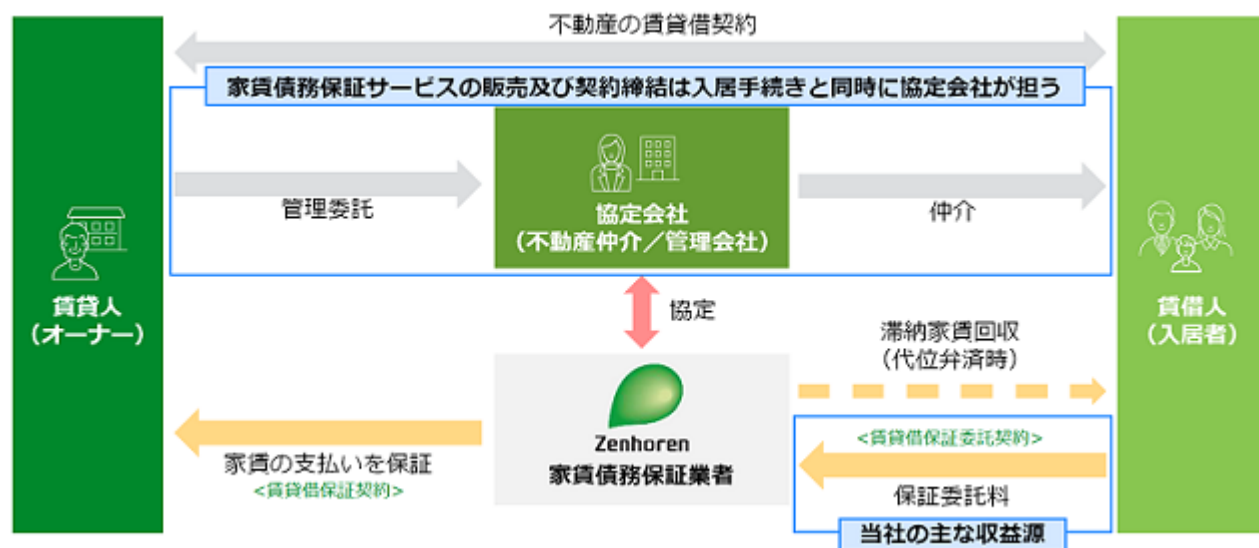 不動産の賃貸借契約
家賃債務保証サービスの販売及び契約締結は入居手続きと同時に協定会社が担う
管理委託
協定会社
（不動産仲介／管理会社）
仲介
賃貸人
（オーナー）
賃借人
（入居者）
協定
滞納家賃回収
（代位弁済時）
Zenhoren
家賃債務保証業者
家賃の支払いを保証
<賃貸借保証契約>
<賃貸借保証委託契約>
保証委託料
当社の主な収益源